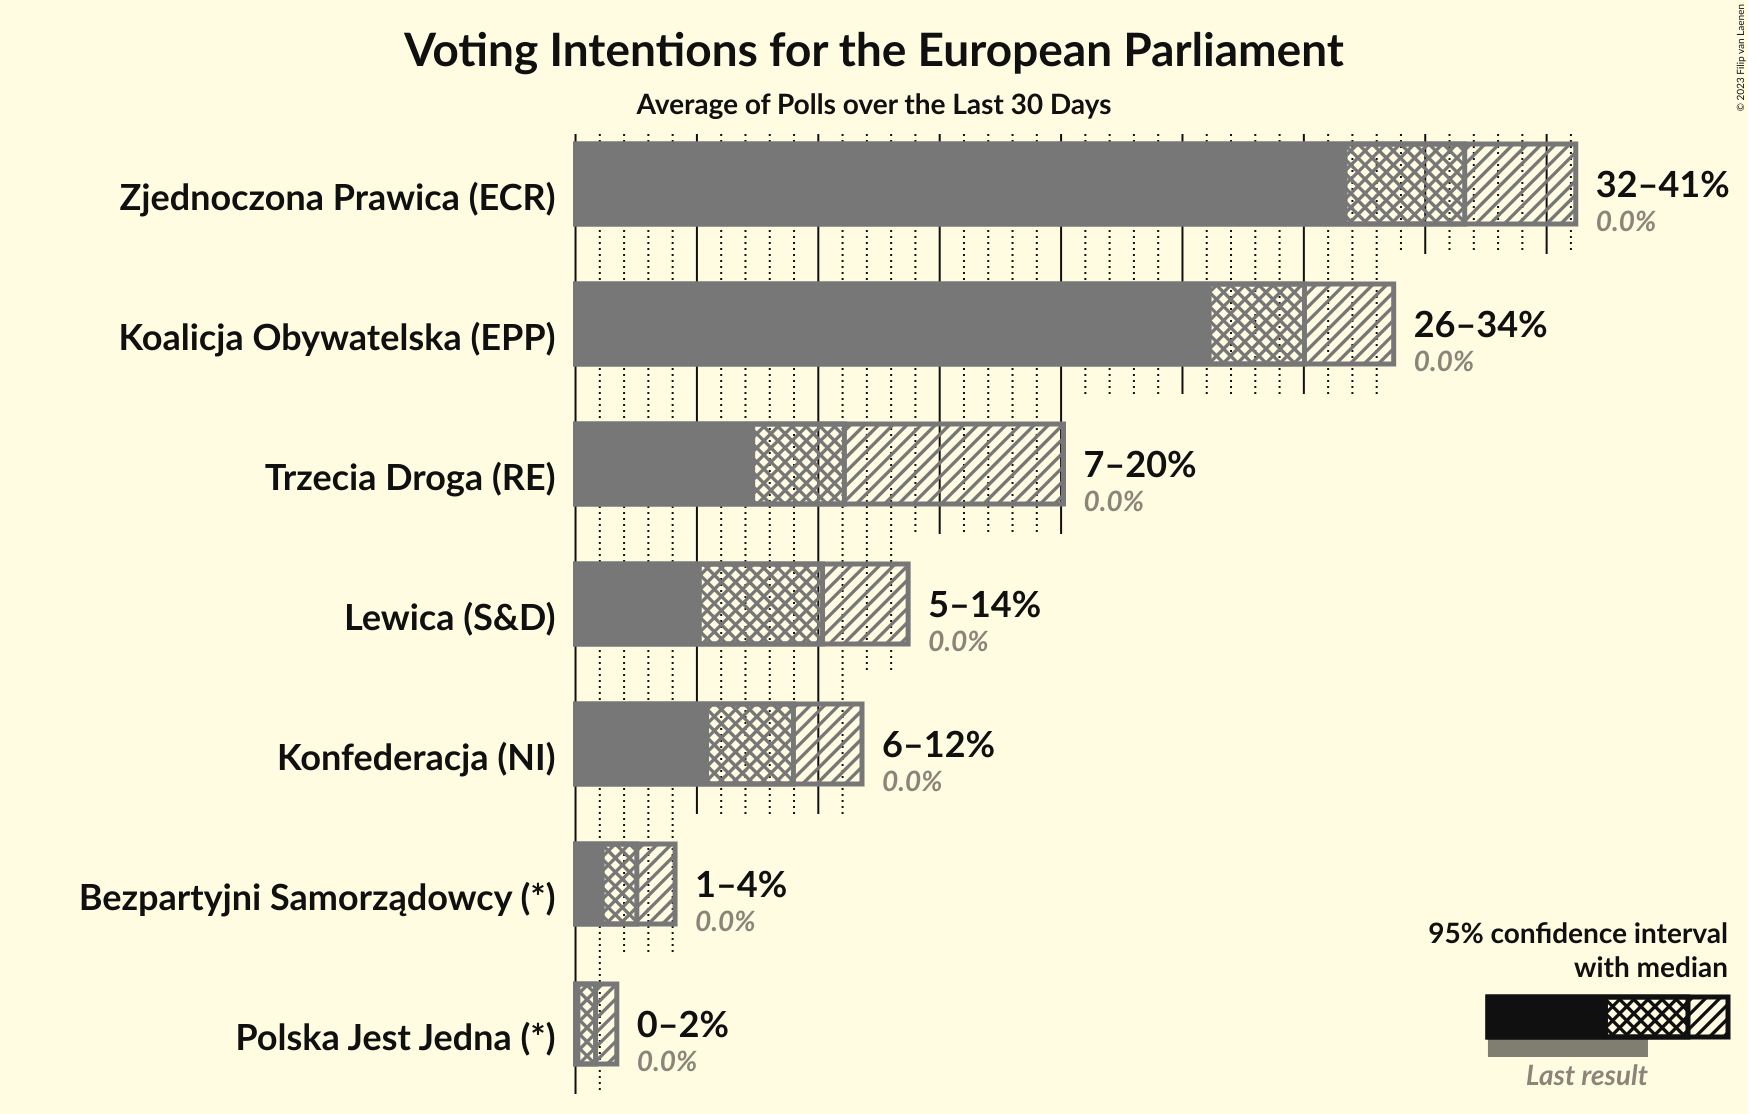 Voting Intentions for the European Parliament
Average of Polls over the Last 30 Days
© 2023 Filip van Laenen
Zjednoczona Prawica (ECR)
32–41%
0.0%
Koalicja Obywatelska (EPP)
26–34%
0.0%
Trzecia Droga (RE)
7–20%
0.0%
Lewica (S&D)
5–14%
0.0%
Konfederacja (NI)
6–12%
0.0%
Bezpartyjni Samorządowcy (*)
1–4%
0.0%
Polska Jest Jedna (*)
0–2%
0.0%
95% confidence interval
with median
Last result